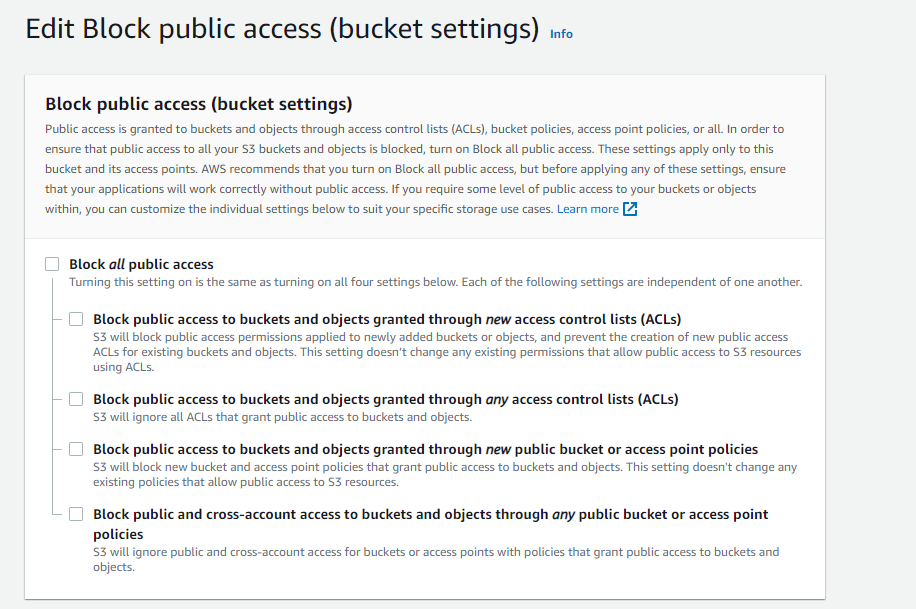 Edit Block public access (bucket settings) Info
Block public access (bucket settings)
Public access is granted to buckets and objects through access control lists (ACLs), bucket policies, access point policies, or all. In order to
ensure that public access to all your S3 buckets and objects is blocked, turn on Block all public access. These settings apply only to this
bucket and its access points. AWS recommends that you turn on Block all public access, but before applying any of these settings, ensure
that your applications will work correctly without public access. If you require some level of public access to your buckets or objects
within, you can customize the individual settings below to suit your specific storage use cases. Learn more
Block all public access
Turning this setting on is the same as turning on all four settings below. Each of the following settings are independent of one another.
Block public access to buckets and objects granted through new access control lists (ACLs)
S3 will block public access permissions applied to newly added buckets or objects, and prevent the creation of new public access
ACLs for existing buckets and objects. This setting doesn't change any existing permissions that allow public access to S3 resources
using ACLs.
Block public access to buckets and objects granted through any access control lists (ACLs)
S3 will ignore all ACLs that grant public access to buckets and objects.
Block public access to buckets and objects granted through new public bucket or access point policies
S3 will block new bucket and access point policies that grant public access to buckets and objects. This setting doesn't change any
existing policies that allow public access to S3 resources.
Block public and cross-account access to buckets and objects through any public bucket or access point
policies
S3 will ignore public and cross-account access for buckets or access points with policies that grant public access to buckets and
objects.